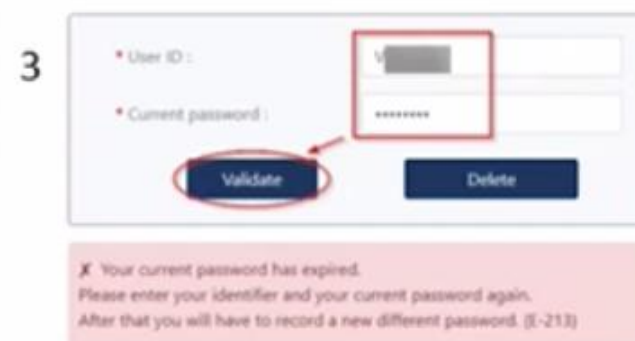 3
* User ID :
V
* Current password :
••••••••
Validate
Delete
✗ Your current password has expired.
Please enter your identifier and your current password again.
After that you will have to record a new different password. (E-213)